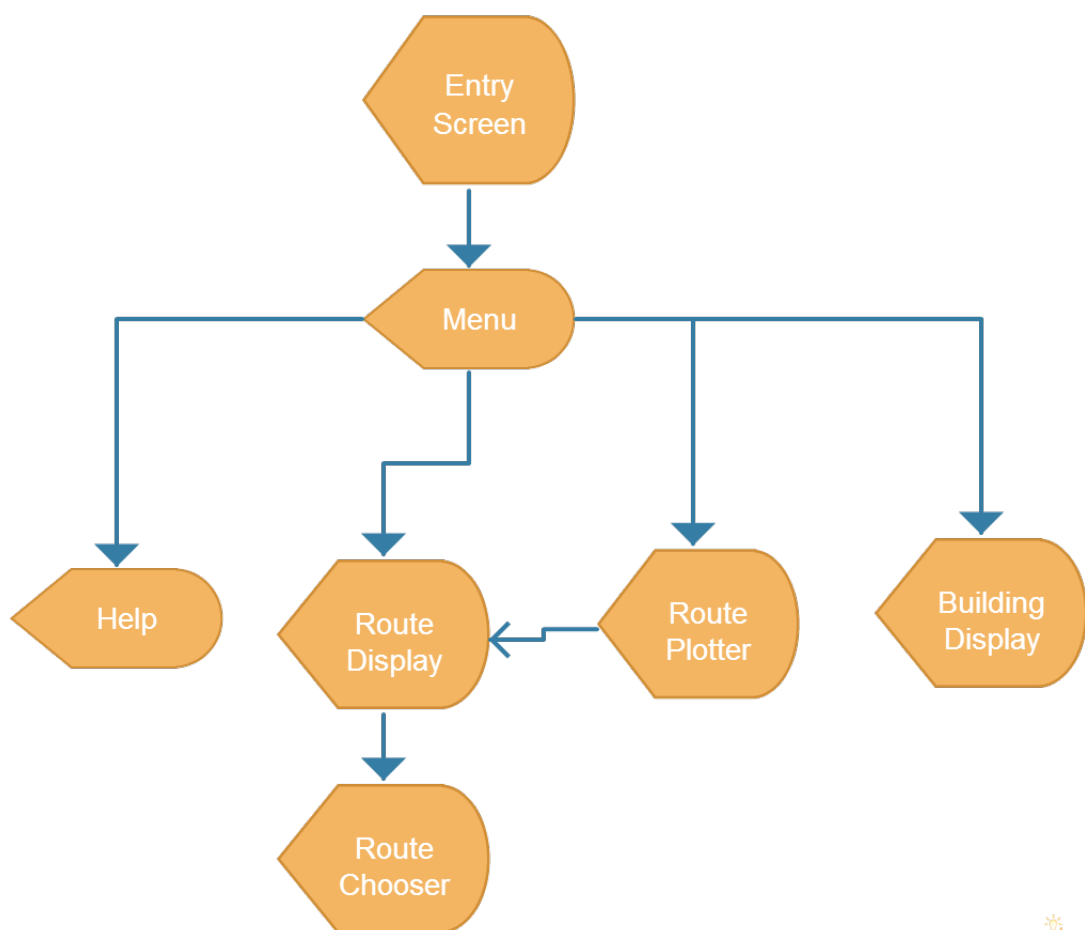 Entry
Screen
Menu
Help
Route
Display
Route
Plotter
Building
Display
Route
Chooser